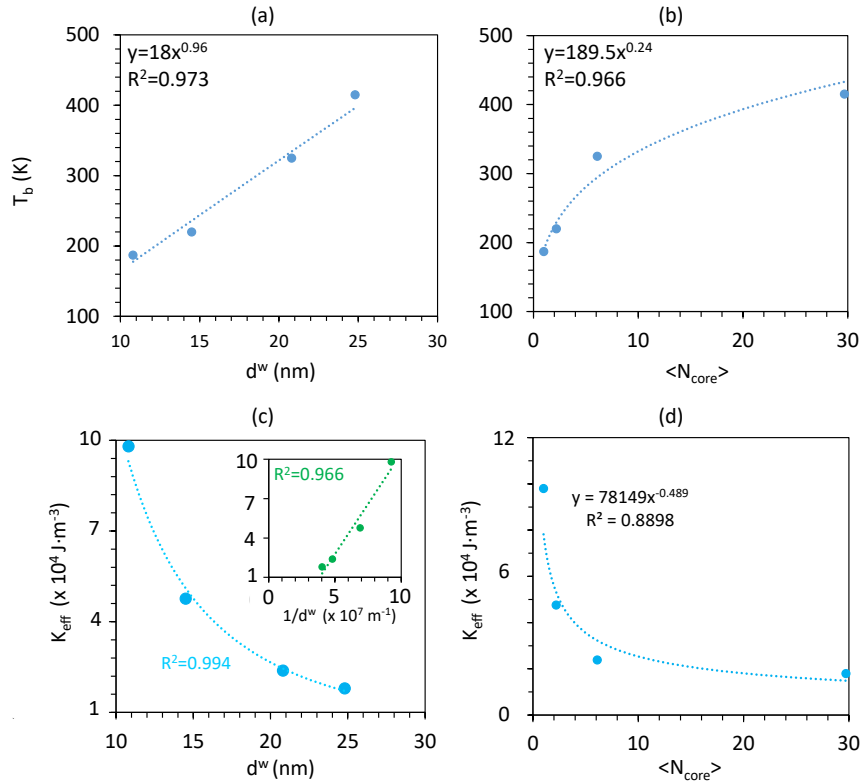 (a)
y=18x^0.96
R²=0.973
500
400
300
200
100
T_b (K)
10
15
20
25
30
d^w (nm)
(b)
y=189.5x^0.24
R²=0.966
500
400
300
200
100
0
10
20
30
<N_core>
(c)
10
7
4
1
K_eff (x 10^4 J·m^-3)
R²=0.994
10
15
20
25
30
d^w (nm)
R²=0.966
10
7
4
1
0
5
10
1/d^w (x 10^7 m^-1)
(d)
y = 78149x^-0.489
R² = 0.8898
12
9
6
3
0
K_eff (x 10^4 J·m^-3)
0
10
20
30
<N_core>